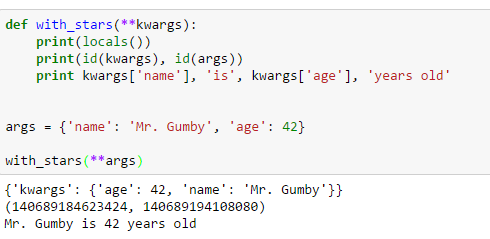 def with_stars(**kwargs):
    print(locals())
    print(id(kwargs), id(args))
    print kwargs['name'], 'is', kwargs['age'], 'years old'
args = {'name': 'Mr. Gumby', 'age': 42}
with_stars(**args)
{'kwargs': {'age': 42, 'name': 'Mr. Gumby'}}
(140689184623424, 140689194108080)
Mr. Gumby is 42 years old